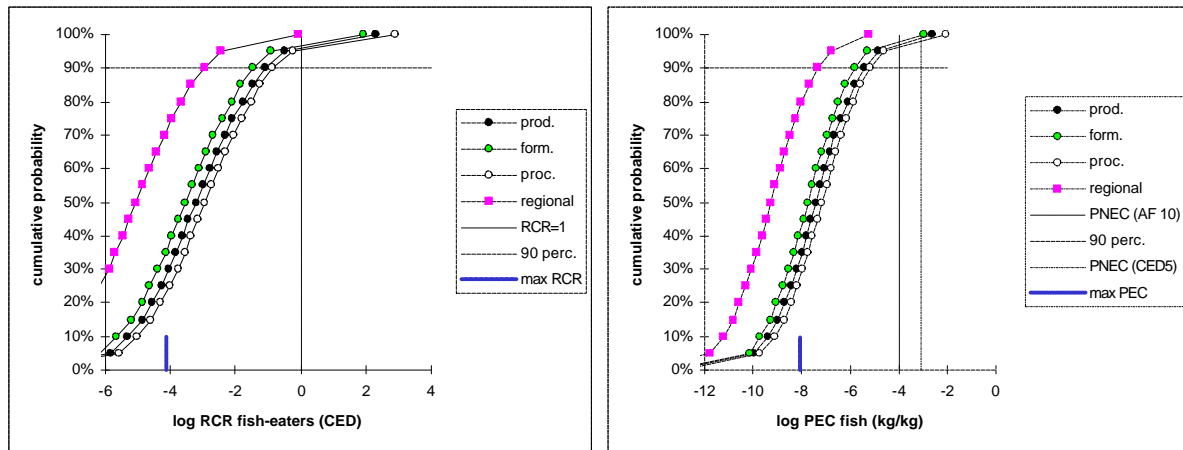 100%
90%
80%
70%
60%
50%
40%
30%
20%
10%
0%
cumulative probability
-6
-4
-2
0
2
4
log RCR fish-eaters (CED)
prod.
form.
proc.
regional
RCR=1
90 perc.
max RCR
100%
90%
80%
70%
60%
50%
40%
30%
20%
10%
0%
cumulative probability
-12
-10
-8
-6
-4
-2
0
log PEC fish (kg/kg)
prod.
form.
proc.
regional
PNEC (AF 10)
90 perc.
PNEC (CED5)
max PEC